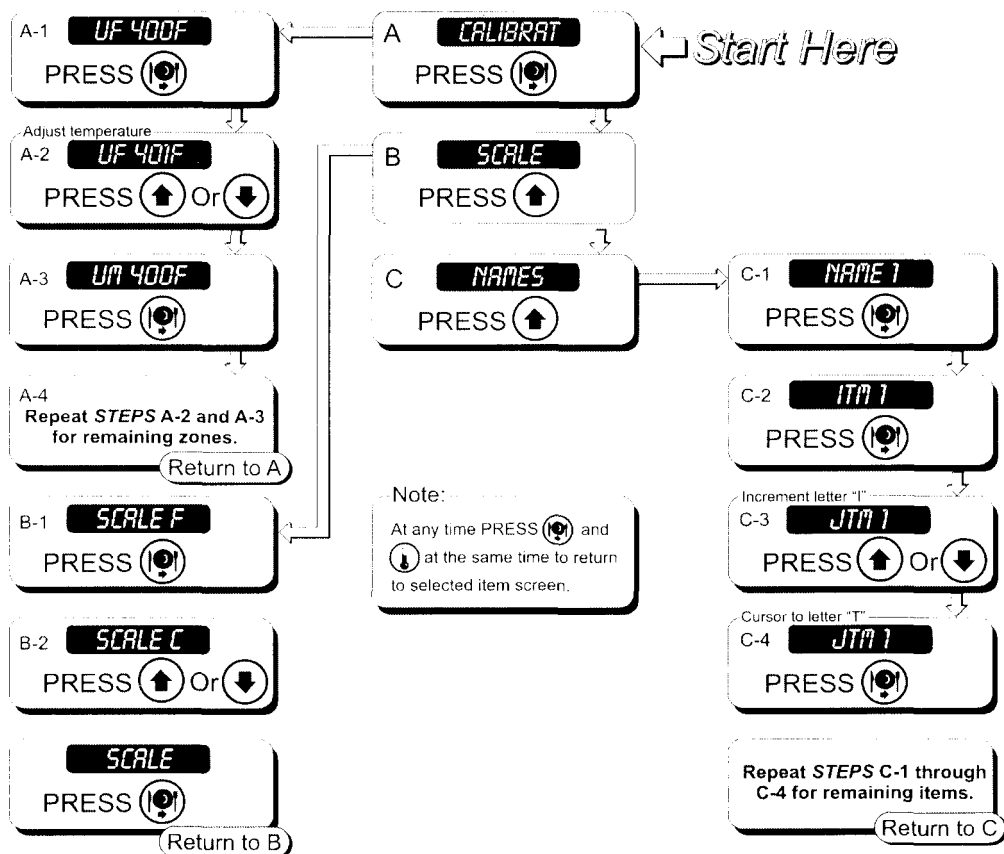 Start Here
A CALIBRAT
PRESS
A-1 UF 400F
PRESS
Adjust temperature
A-2 UF 401F
PRESS Or
A-3 UM 400F
PRESS
A-4
Repeat STEPS A-2 and A-3
for remaining zones.
Return to A
B SCALE
PRESS
B-1 SCALE F
PRESS
B-2 SCALE C
PRESS Or
SCALE
PRESS
Return to B
C NAMES
PRESS
C-1 NAME 1
PRESS
C-2 ITM 1
PRESS
Increment letter "I"
C-3 JTM 1
PRESS Or
Cursor to letter "T"
C-4 JTM 1
PRESS
Repeat STEPS C-1 through
C-4 for remaining items.
Return to C
Note:
At any time PRESS and
at the same time to return
to selected item screen.